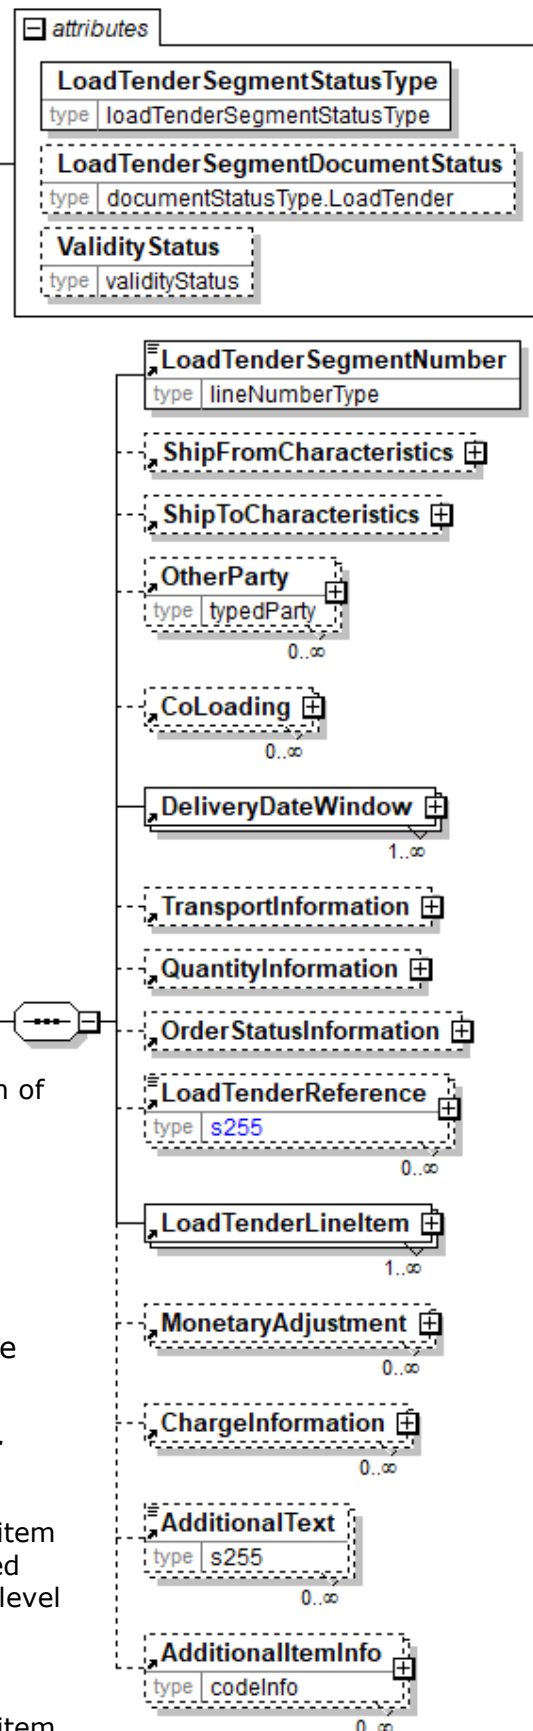 attributes
LoadTenderSegmentStatusType
type loadTenderSegmentStatusType
LoadTenderSegmentDocumentStatus
type documentStatusType.LoadTender
ValidityStatus
type validityStatus
LoadTenderSegmentNumber
type lineNumberType
ShipFromCharacteristics
ShipToCharacteristics
OtherParty
type typedParty
0..∞
CoLoading
0..∞
DeliveryDateWindow
1..∞
TransportInformation
QuantityInformation
OrderStatusInformation
n of
LoadTenderReference
type s255
0..∞
LoadTenderLineItem
1..∞
MonetaryAdjustment
e
0..∞
ChargeInformation
0..∞
AdditionalText
item
type s255
ed
level
0..∞
AdditionalItemInfo
type codeInfo
item
0..∞